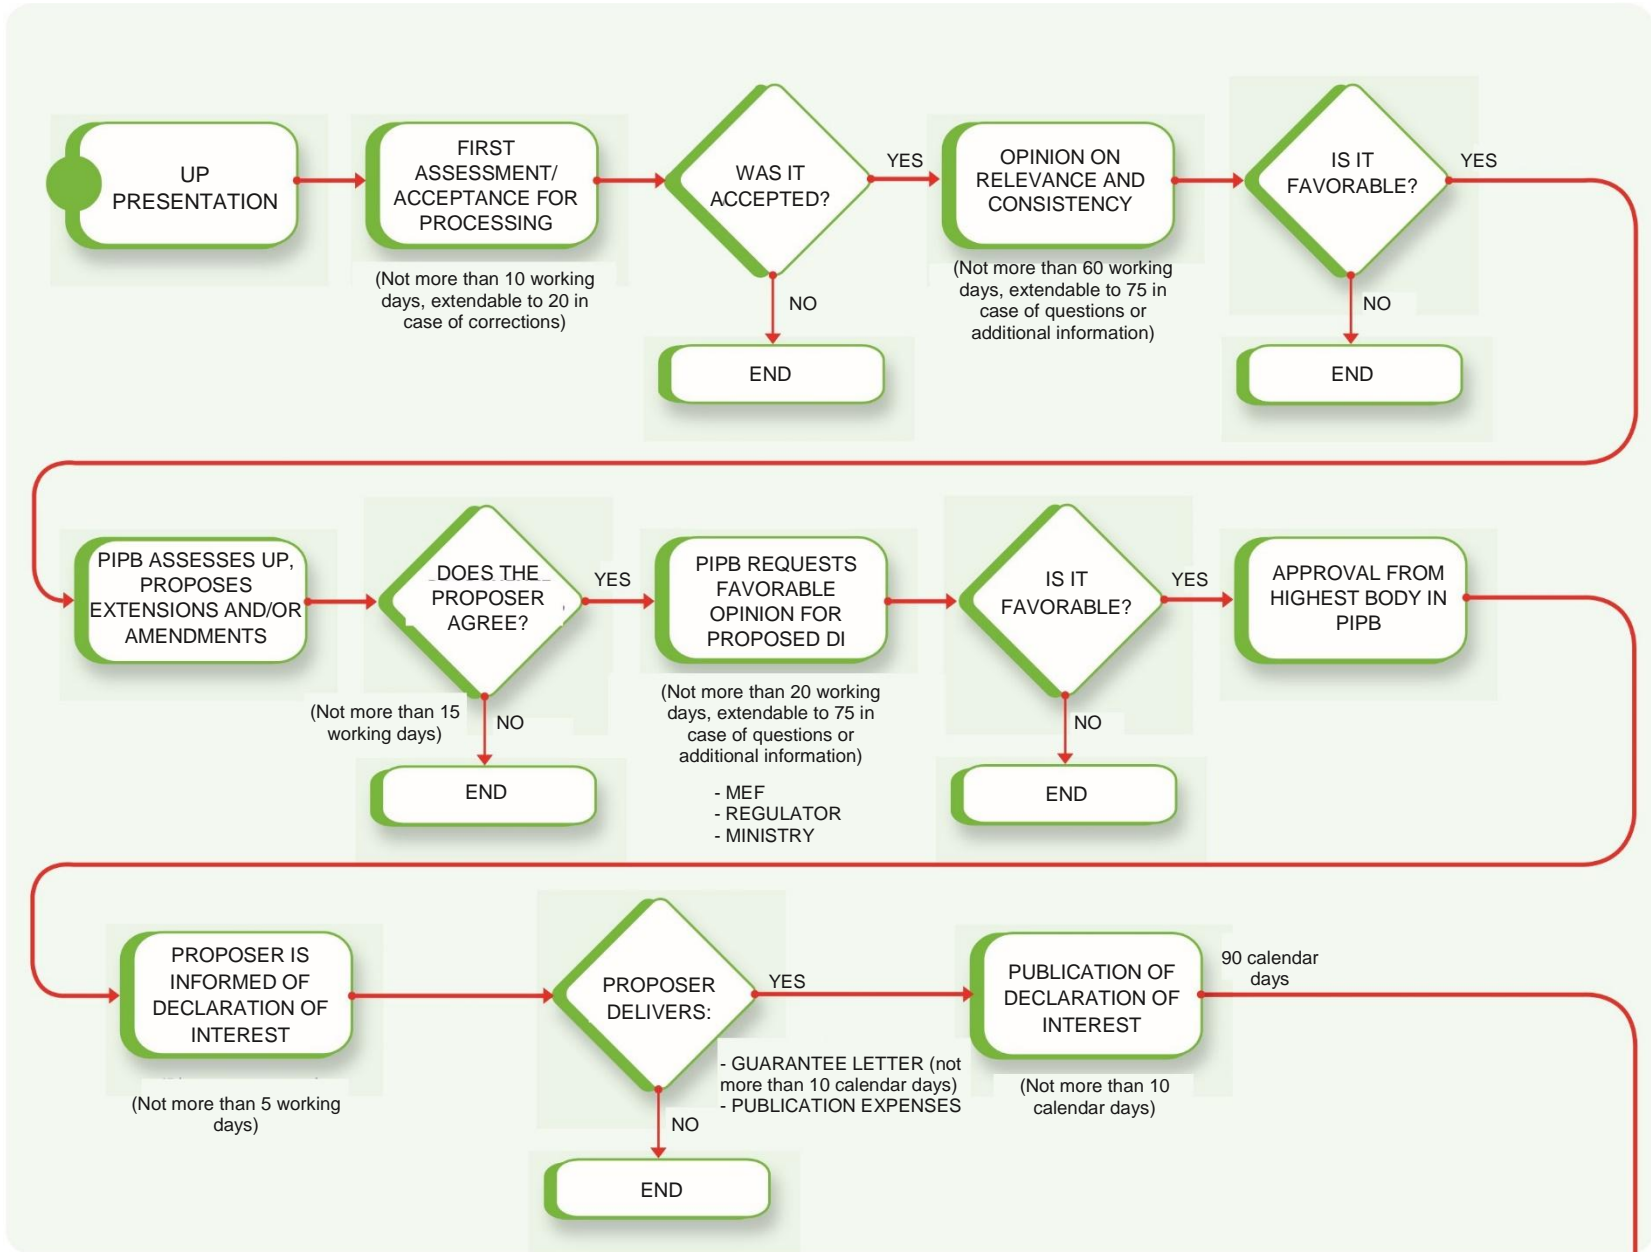 UP
PRESENTATION
FIRST
ASSESSMENT/
ACCEPTANCE FOR
PROCESSING
(Not more than 10 working
days, extendable to 20 in
case of corrections)
WAS IT
ACCEPTED?
YES
NO
END
OPINION ON
RELEVANCE AND
CONSISTENCY
(Not more than 60 working
days, extendable to 75 in
case of questions or
additional information)
IS IT
FAVORABLE?
YES
NO
END
PIPB ASSESSES UP,
PROPOSES
EXTENSIONS AND/OR
AMENDMENTS
DOES THE
PROPOSER
AGREE?
(Not more than 15
working days)
YES
NO
END
PIPB REQUESTS
FAVORABLE
OPINION FOR
PROPOSED DI
(Not more than 20 working
days, extendable to 75 in
case of questions or
additional information)
- MEF
- REGULATOR
- MINISTRY
IS IT
FAVORABLE?
YES
NO
END
APPROVAL FROM
HIGHEST BODY IN
PIPB
PROPOSER IS
INFORMED OF
DECLARATION OF
INTEREST
(Not more than 5 working
days)
PROPOSER
DELIVERS:
YES
- GUARANTEE LETTER (not
more than 10 calendar days)
- PUBLICATION EXPENSES
NO
END
PUBLICATION OF
DECLARATION OF
INTEREST
(Not more than 10
calendar days)
90 calendar
days